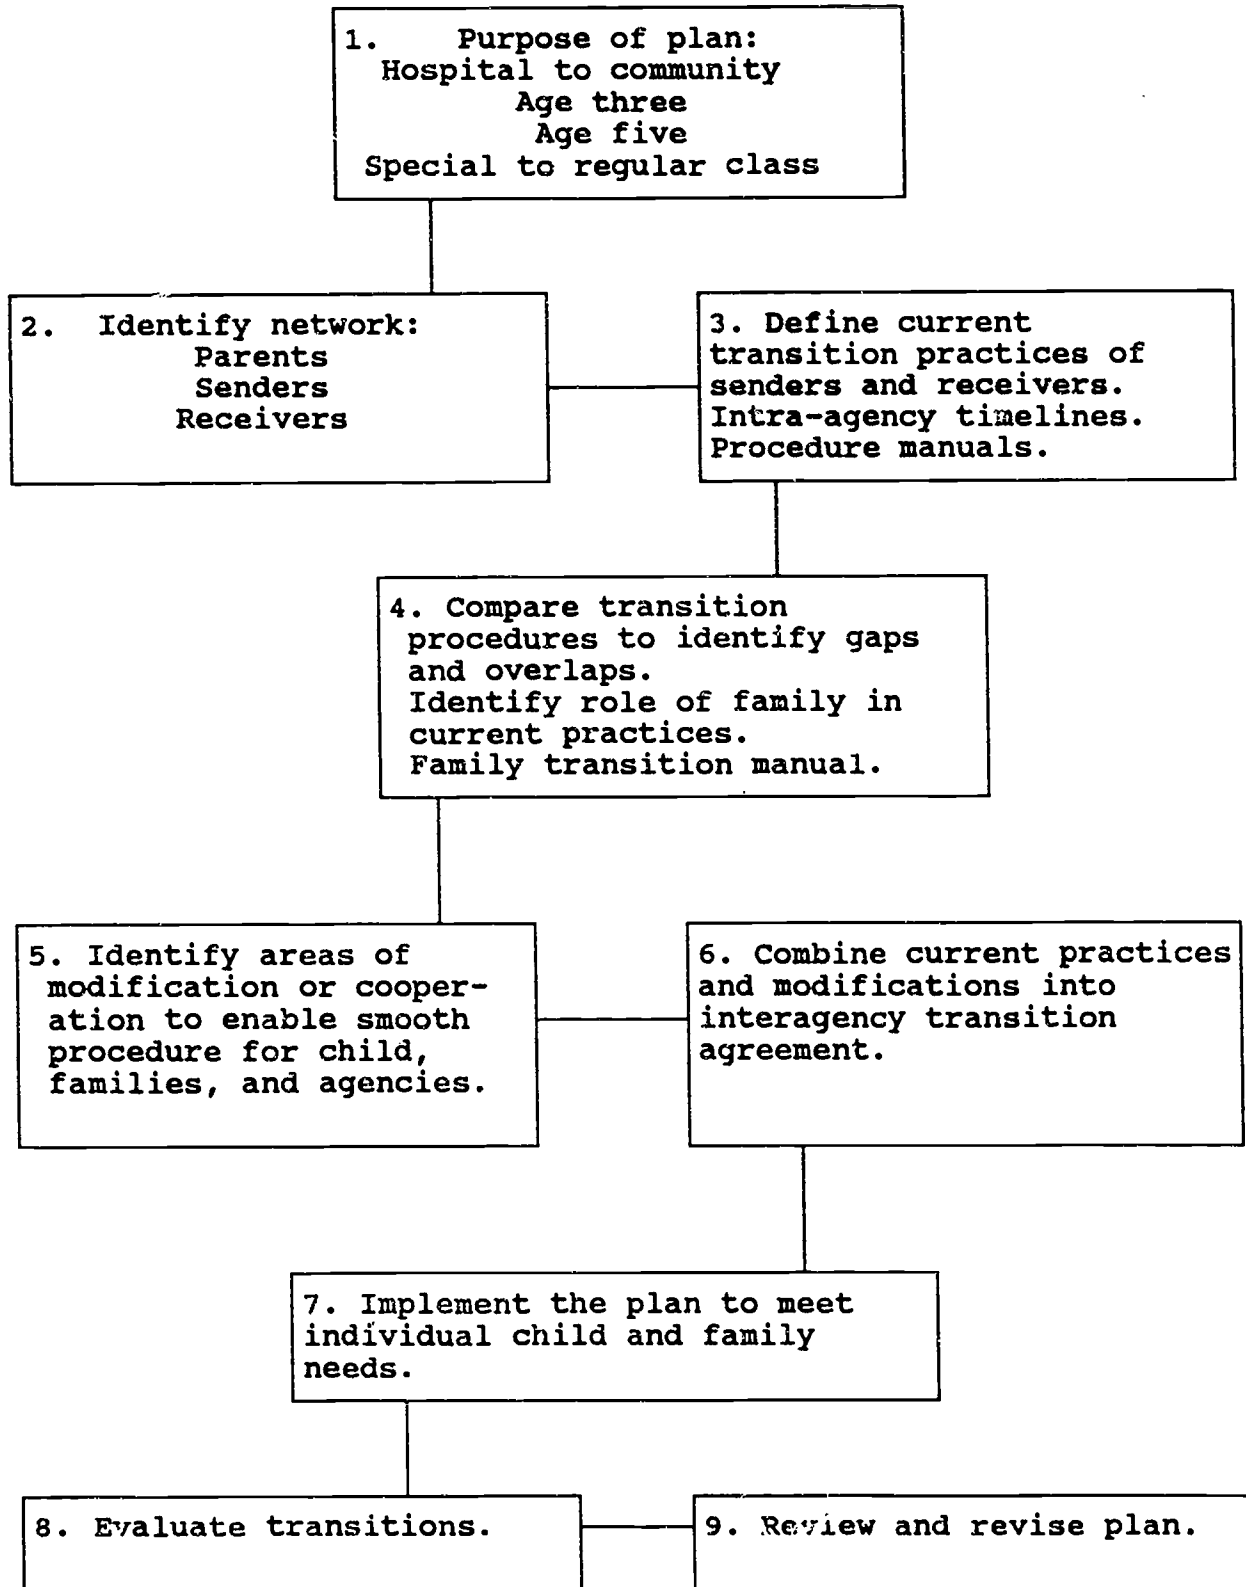 1. Purpose of plan:
Hospital to community
Age three
Age five
Special to regular class
2. Identify network:
Parents
Senders
Receivers
3. Define current
transition practices of
senders and receivers.
Intra-agency timelines.
Procedure manuals.
4. Compare transition
procedures to identify gaps
and overlaps.
Identify role of family in
current practices.
Family transition manual.
5. Identify areas of
modification or cooper-
ation to enable smooth
procedure for child,
families, and agencies.
6. Combine current practices
and modifications into
interagency transition
agreement.
7. Implement the plan to meet
individual child and family
needs.
8. Evaluate transitions.
9. Review and revise plan.